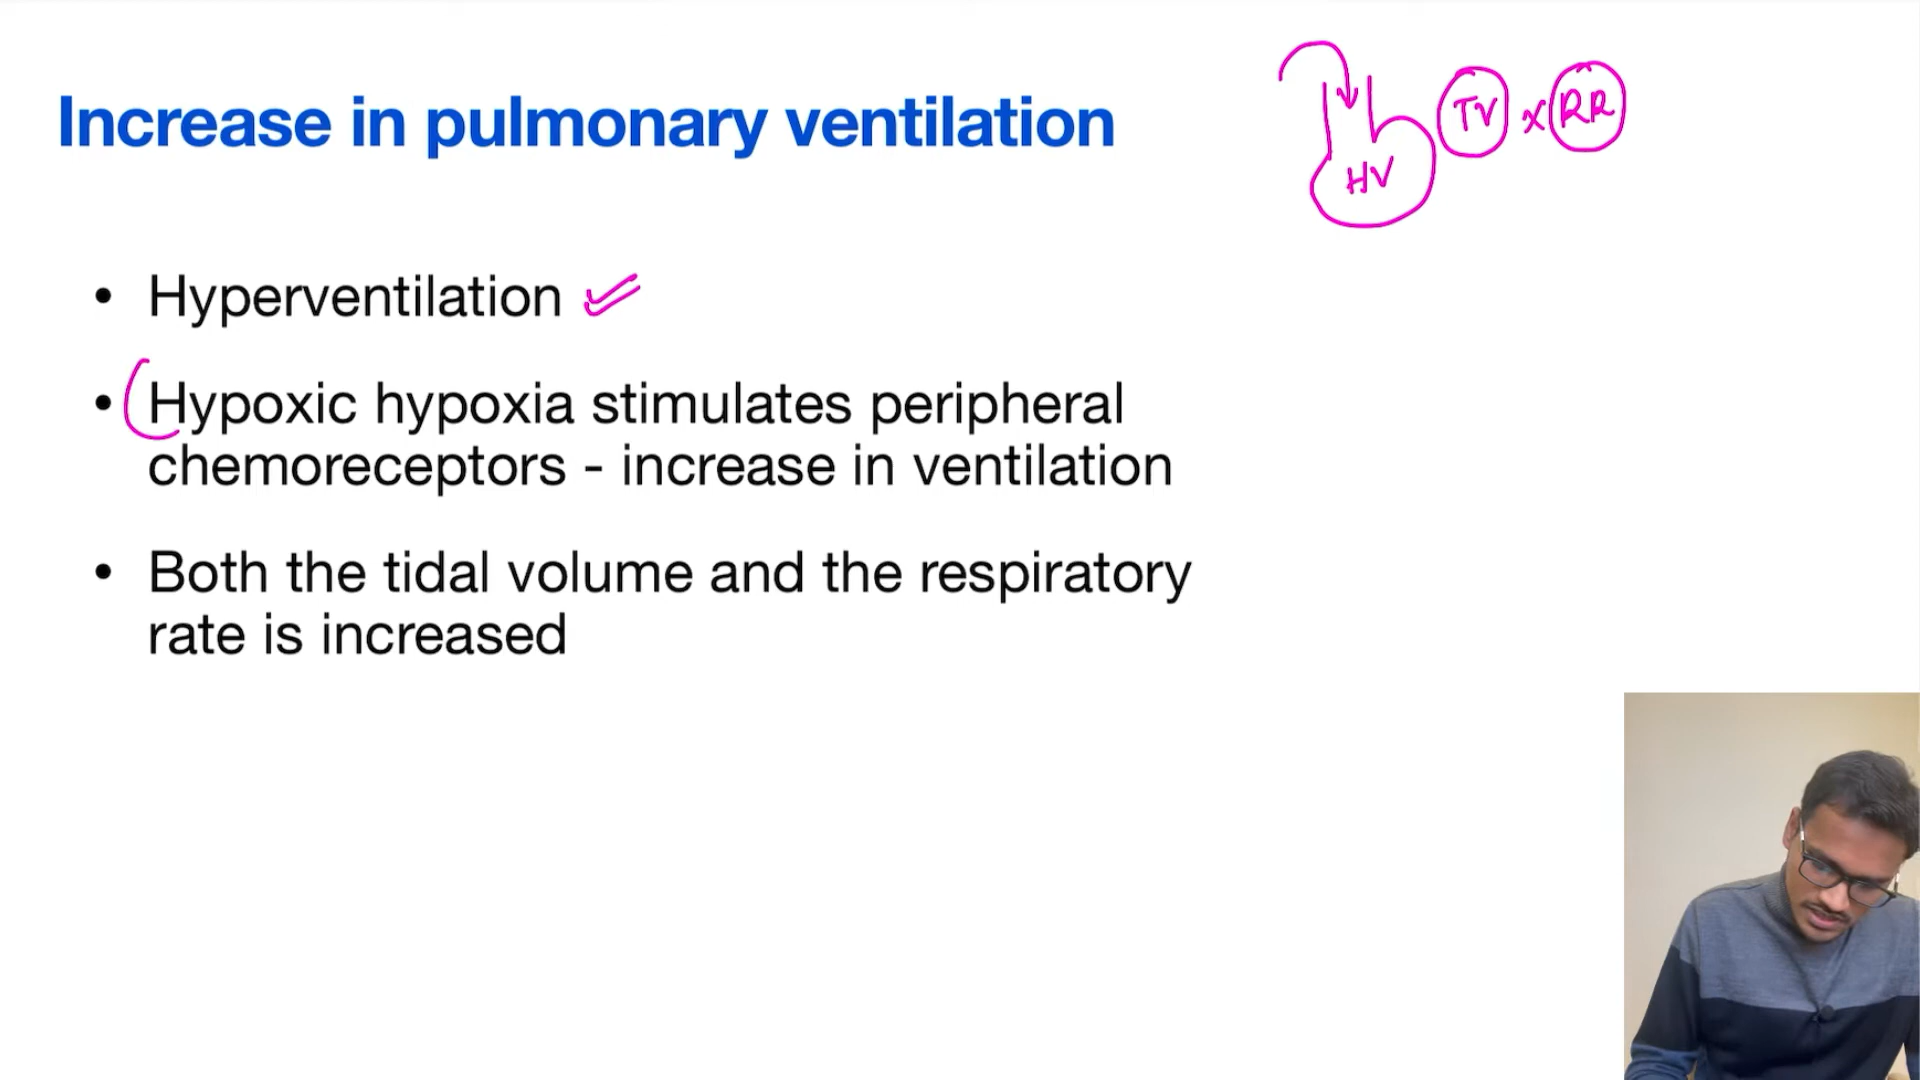 Increase in pulmonary ventilation
TV x RR
HV
• Hyperventilation
• Hypoxic hypoxia stimulates peripheral
chemoreceptors - increase in ventilation
• Both the tidal volume and the respiratory
rate is increased